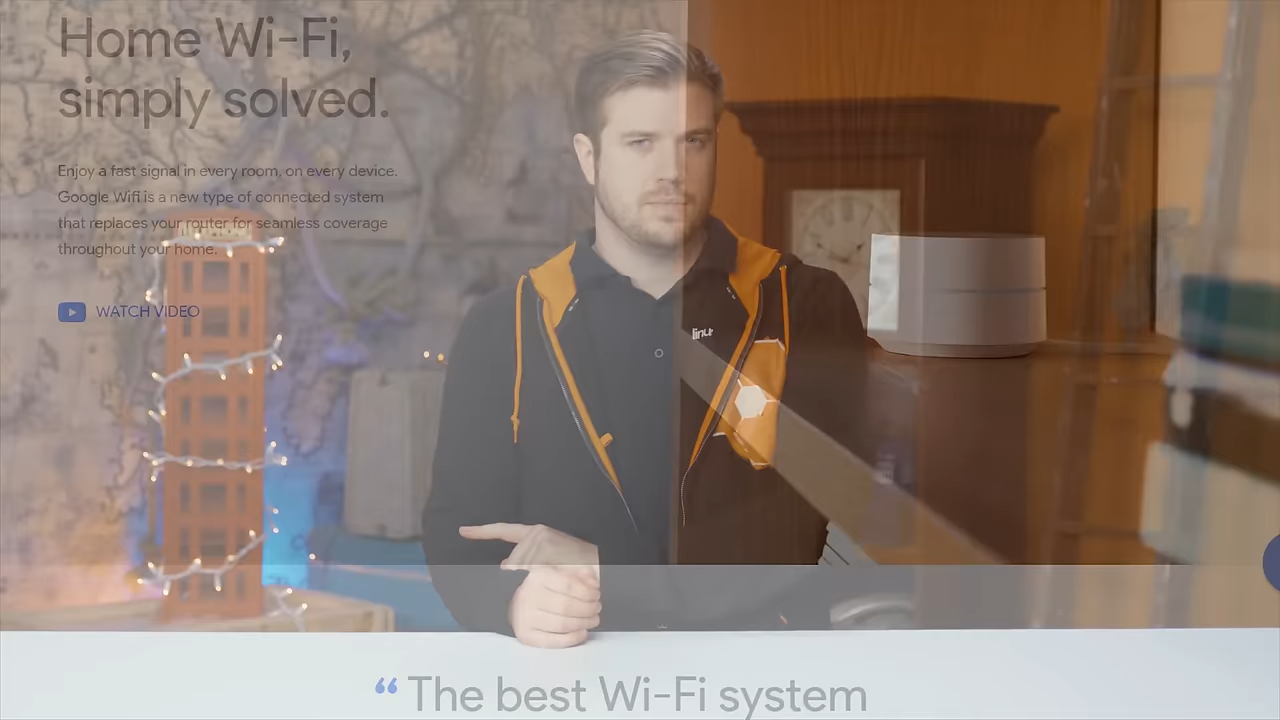 Home Wi-Fi,
simply solved.
Enjoy a fast signal in every room, on every device.
Google Wifi is a new type of connected system
that replaces your router for seamless coverage
throughout your home.
WATCH VIDEO
“ The best Wi-Fi system